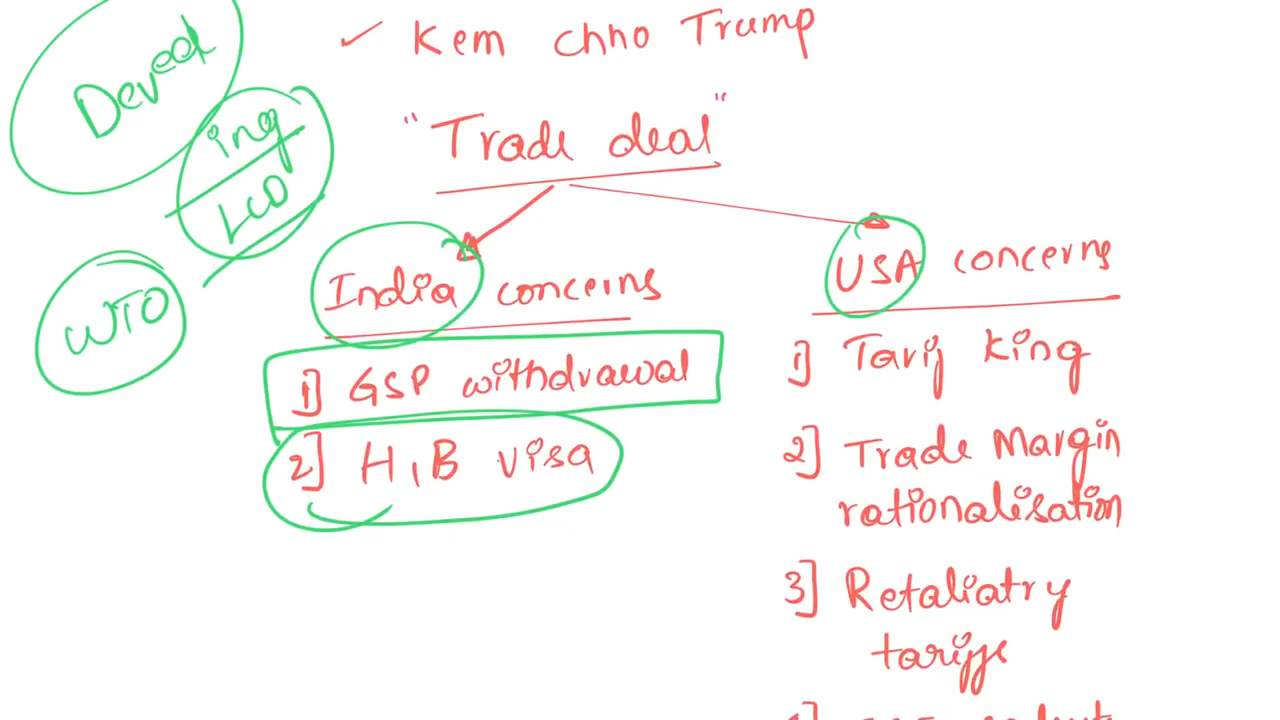 ✓ Kem chho Trump
Deved
"Trade deal"
ing
LCD
WTO
India concerns
1] GSP withdrawal
2] H1B visa
USA concerns
1] Tariff King
2] Trade Margin
rationalisation
3] Retaliatry
tariffs